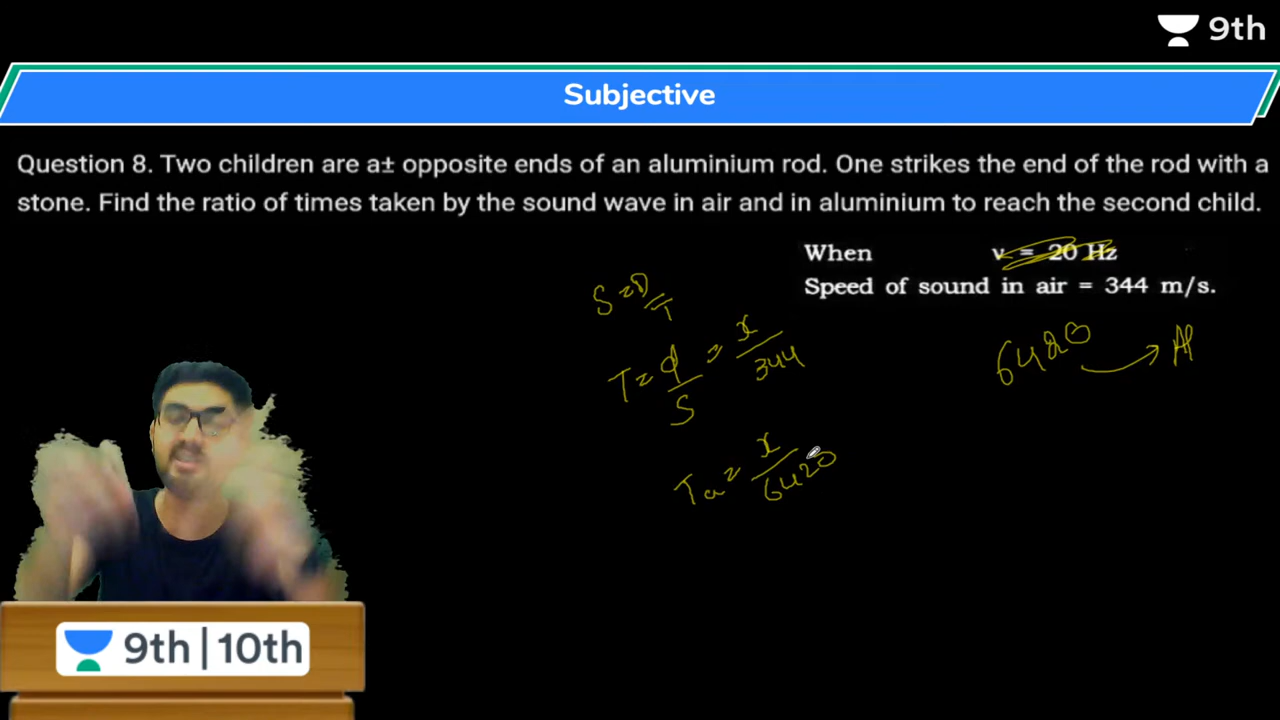 9th
Subjective
Question 8. Two children are a± opposite ends of an aluminium rod. One strikes the end of the rod with a
stone. Find the ratio of times taken by the sound wave in air and in aluminium to reach the second child.
When ν = 20 Hz
Speed of sound in air = 344 m/s.
S = D/T
T = d/S = x/344
6420 → Al
Ta = x/6420
9th | 10th